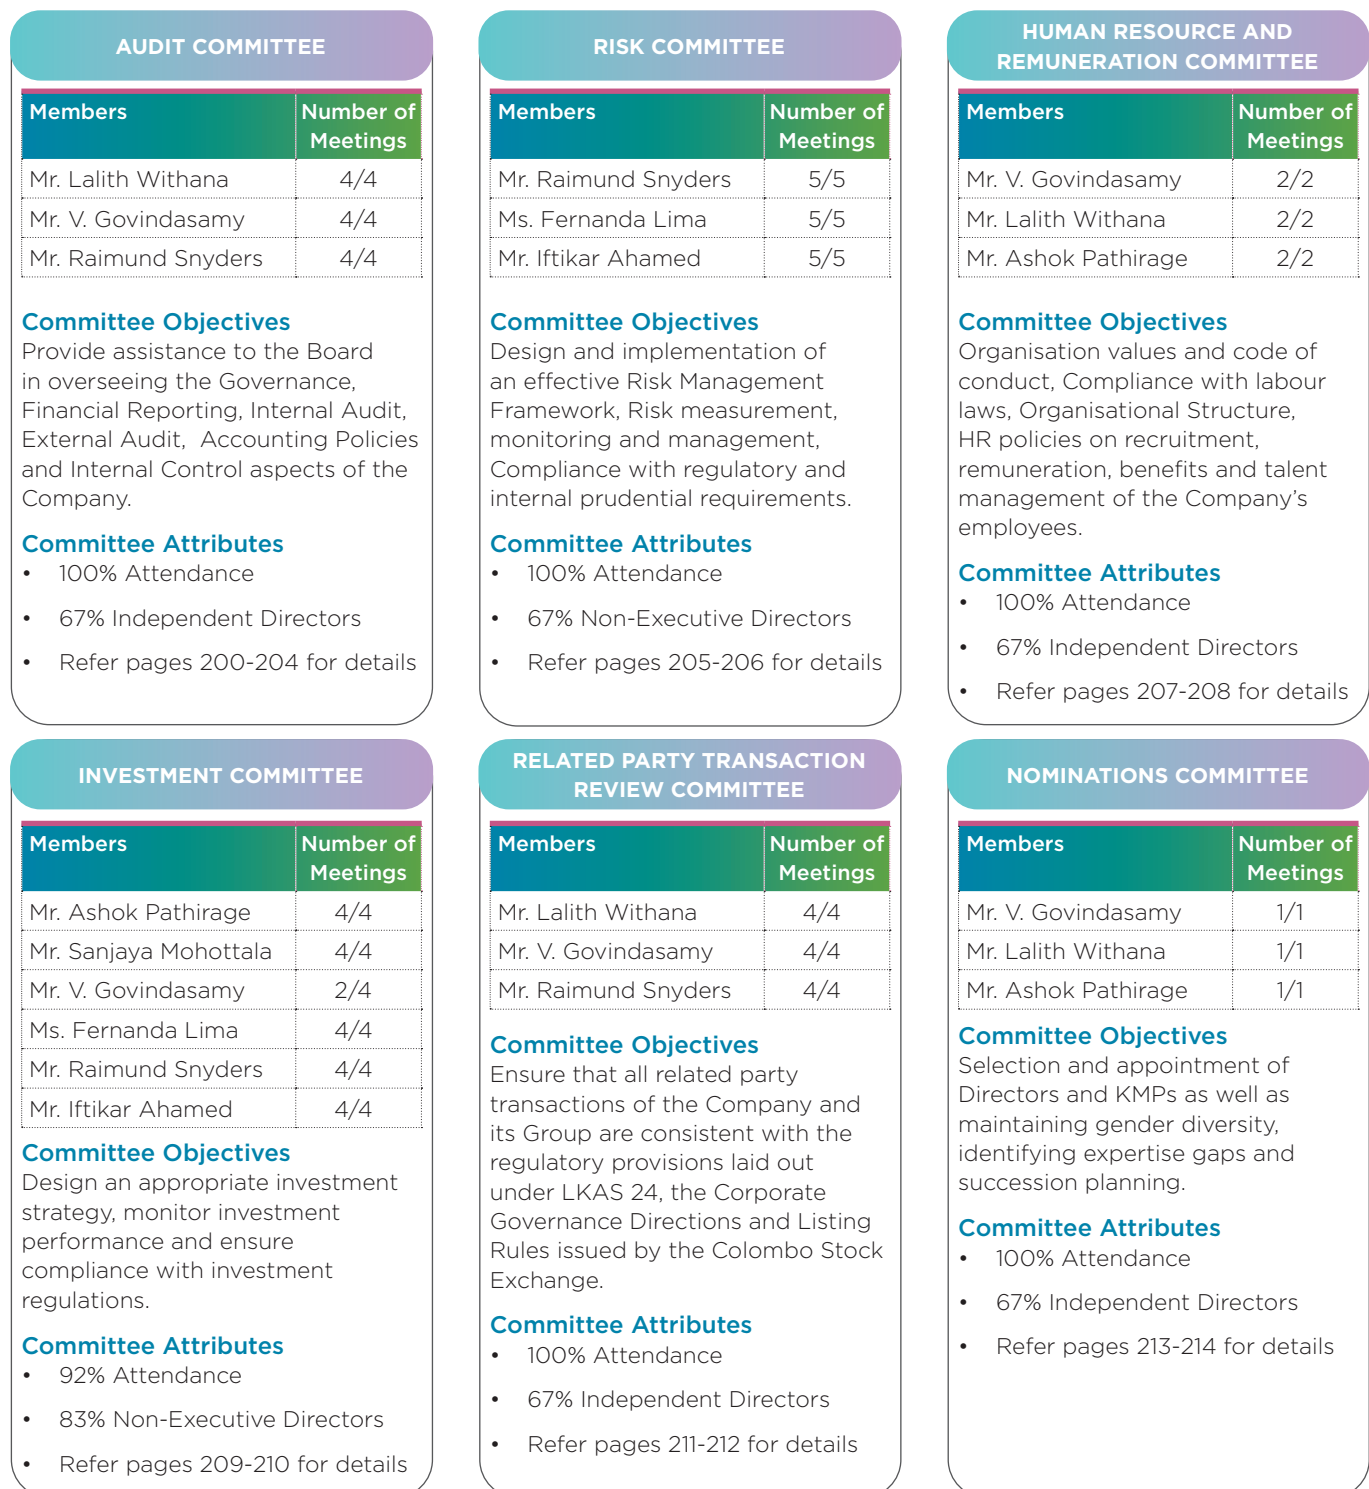 AUDIT COMMITTEE
Members Number of
Meetings
Mr. Lalith Withana 4/4
Mr. V. Govindasamy 4/4
Mr. Raimund Snyders 4/4
Committee Objectives
Provide assistance to the Board
in overseeing the Governance,
Financial Reporting, Internal Audit,
External Audit, Accounting Policies
and Internal Control aspects of the
Company.
Committee Attributes
• 100% Attendance
• 67% Independent Directors
• Refer pages 200-204 for details
RISK COMMITTEE
Members Number of
Meetings
Mr. Raimund Snyders 5/5
Ms. Fernanda Lima 5/5
Mr. Iftikar Ahamed 5/5
Committee Objectives
Design and implementation of
an effective Risk Management
Framework, Risk measurement,
monitoring and management,
Compliance with regulatory and
internal prudential requirements.
Committee Attributes
• 100% Attendance
• 67% Non-Executive Directors
• Refer pages 205-206 for details
HUMAN RESOURCE AND
REMUNERATION COMMITTEE
Members Number of
Meetings
Mr. V. Govindasamy 2/2
Mr. Lalith Withana 2/2
Mr. Ashok Pathirage 2/2
Committee Objectives
Organisation values and code of
conduct, Compliance with labour
laws, Organisational Structure,
HR policies on recruitment,
remuneration, benefits and talent
management of the Company's
employees.
Committee Attributes
• 100% Attendance
• 67% Independent Directors
• Refer pages 207-208 for details
INVESTMENT COMMITTEE
Members Number of
Meetings
Mr. Ashok Pathirage 4/4
Mr. Sanjaya Mohottala 4/4
Mr. V. Govindasamy 2/4
Ms. Fernanda Lima 4/4
Mr. Raimund Snyders 4/4
Mr. Iftikar Ahamed 4/4
Committee Objectives
Design an appropriate investment
strategy, monitor investment
performance and ensure
compliance with investment
regulations.
Committee Attributes
• 92% Attendance
• 83% Non-Executive Directors
• Refer pages 209-210 for details
RELATED PARTY TRANSACTION
REVIEW COMMITTEE
Members Number of
Meetings
Mr. Lalith Withana 4/4
Mr. V. Govindasamy 4/4
Mr. Raimund Snyders 4/4
Committee Objectives
Ensure that all related party
transactions of the Company and
its Group are consistent with the
regulatory provisions laid out
under LKAS 24, the Corporate
Governance Directions and Listing
Rules issued by the Colombo Stock
Exchange.
Committee Attributes
• 100% Attendance
• 67% Independent Directors
• Refer pages 211-212 for details
NOMINATIONS COMMITTEE
Members Number of
Meetings
Mr. V. Govindasamy 1/1
Mr. Lalith Withana 1/1
Mr. Ashok Pathirage 1/1
Committee Objectives
Selection and appointment of
Directors and KMPs as well as
maintaining gender diversity,
identifying expertise gaps and
succession planning.
Committee Attributes
• 100% Attendance
• 67% Independent Directors
• Refer pages 213-214 for details